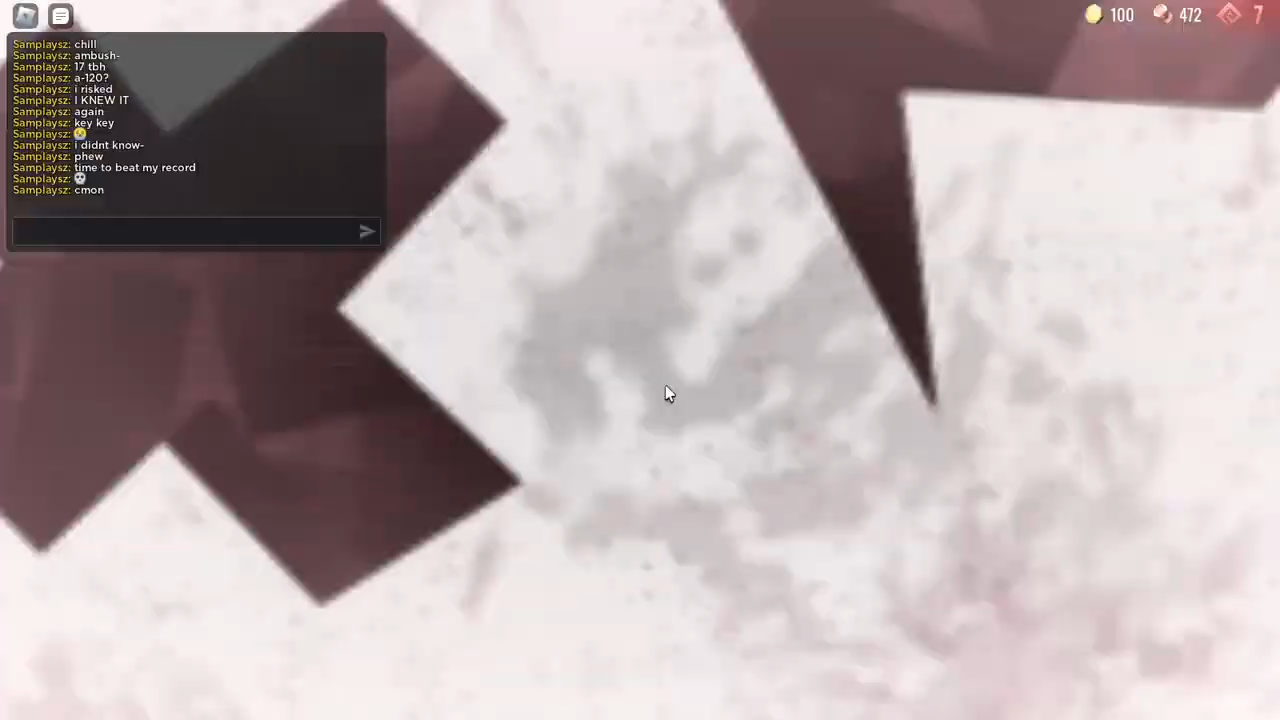 100 472 7
Samplaysz: chill
Samplaysz: ambush-
Samplaysz: 17 tbh
Samplaysz: a-120?
Samplaysz: i risked
Samplaysz: I KNEW IT
Samplaysz: again
Samplaysz: key key
Samplaysz: 😢
Samplaysz: i didnt know-
Samplaysz: phew
Samplaysz: time to beat my record
Samplaysz: 💀
Samplaysz: cmon